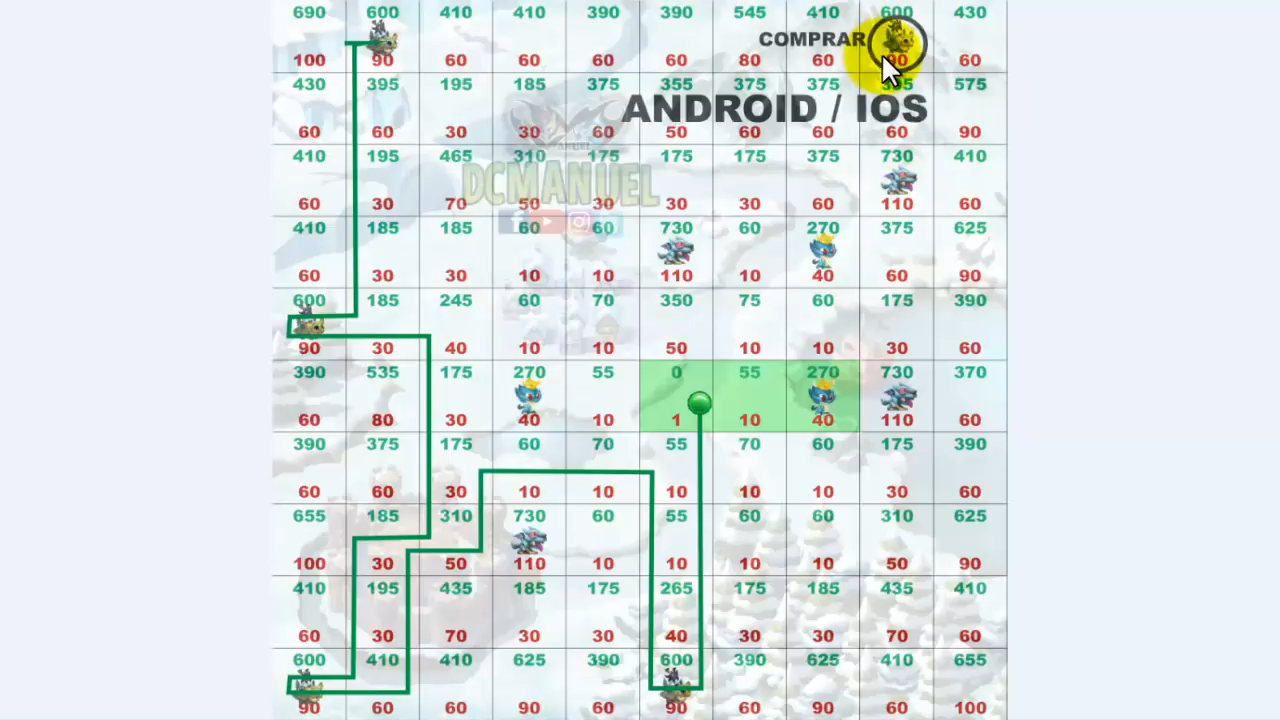 690 600 410 410 390 390 545 410 600 430
COMPRAR
100 90 60 60 60 60 80 60 90 60
430 395 195 185 375 355 375 375 395 575
ANDROID / IOS
60 60 30 30 60 50 60 60 60 90
410 195 465 310 175 175 175 375 730 410
DCMANUEL
60 30 70 50 30 30 30 60 110 60
410 185 185 60 60 730 60 270 375 625
60 30 30 10 10 110 10 40 60 90
600 185 245 60 70 350 75 60 175 390
90 30 40 10 10 50 10 10 30 60
390 535 175 270 55 0 55 270 730 370
60 80 30 40 10 1 10 40 110 60
390 375 175 60 70 55 70 60 175 390
60 60 30 10 10 10 10 10 30 60
655 185 310 730 60 55 60 60 310 625
100 30 50 110 10 10 10 10 50 90
410 195 435 185 175 265 175 185 435 410
60 30 70 30 30 40 30 30 70 60
600 410 410 625 390 600 390 625 410 655
90 60 60 90 60 90 60 90 60 100